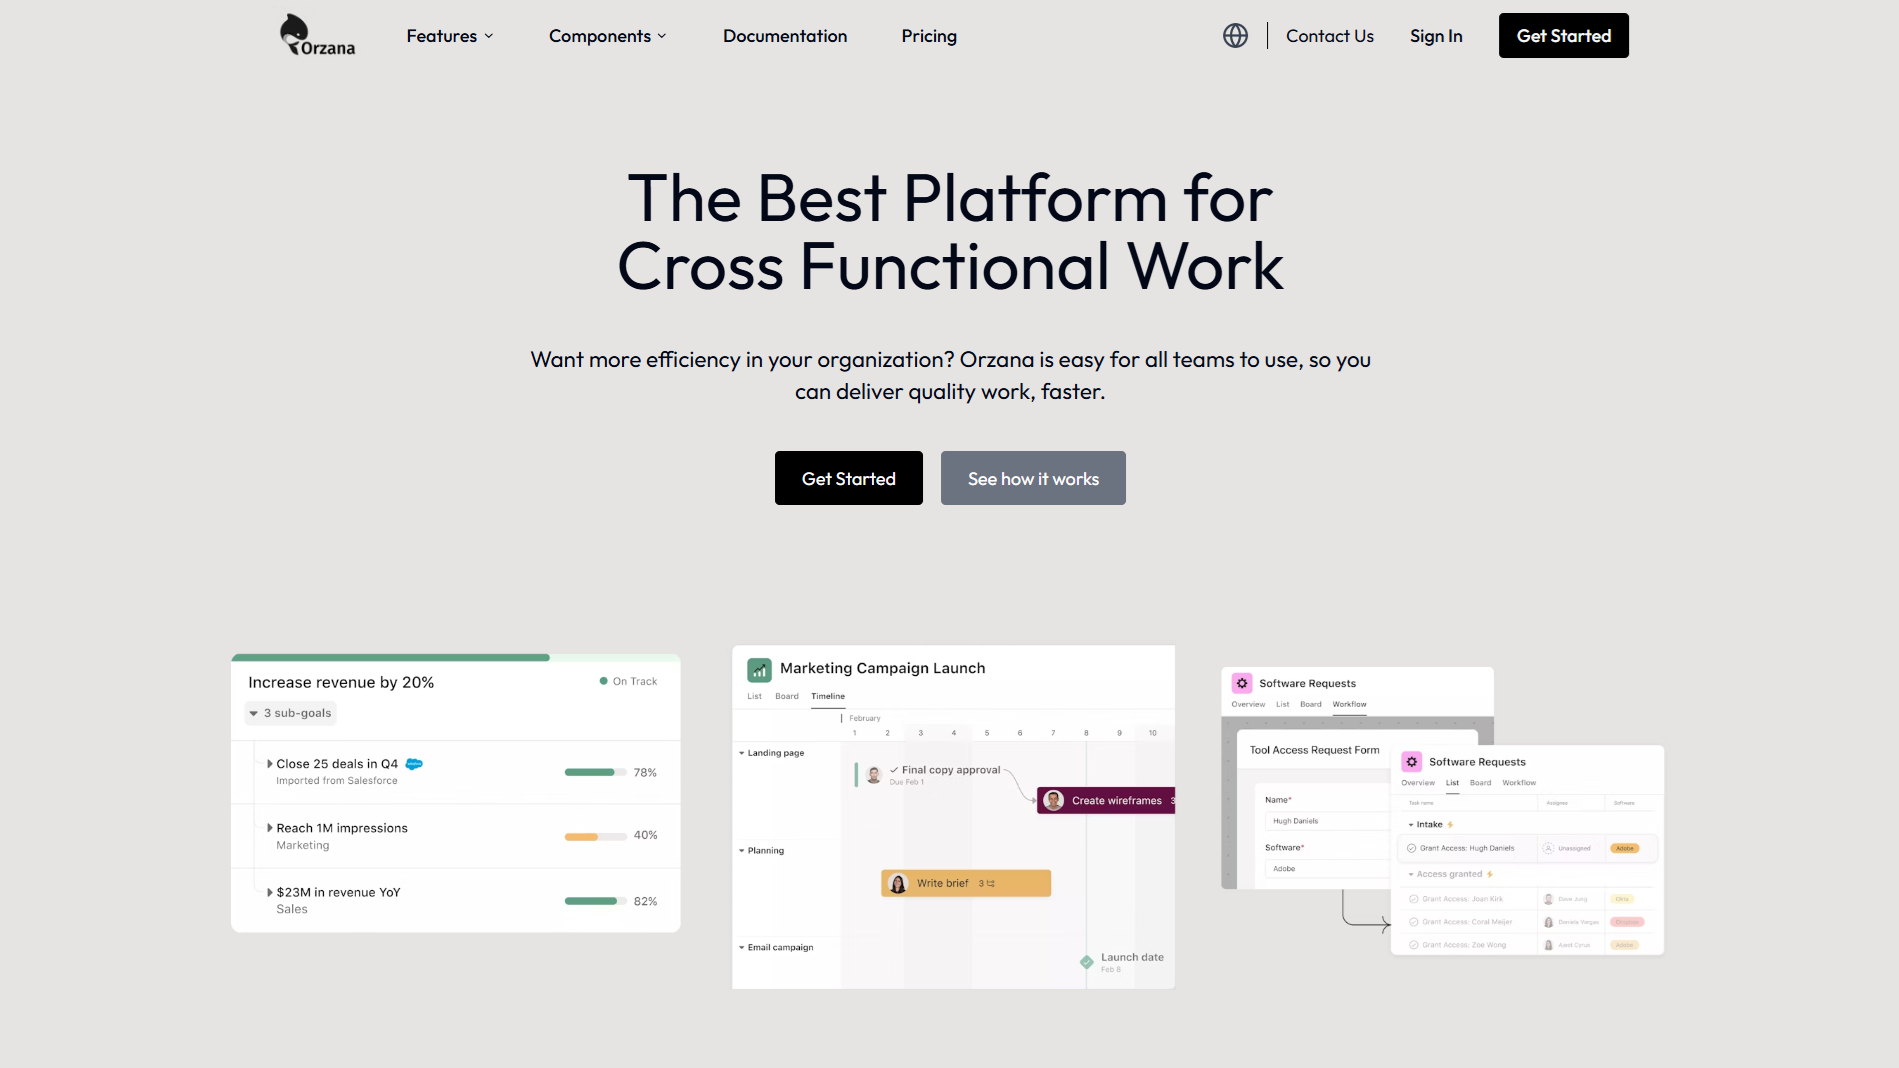 Orzana
Features
Components
Documentation
Pricing
Contact Us
Sign In
Get Started
The Best Platform for
Cross Functional Work
Want more efficiency in your organization? Orzana is easy for all teams to use, so you
can deliver quality work, faster.
Get Started
See how it works
Increase revenue by 20%
On Track
3 sub-goals
Close 25 deals in Q4
Imported from Salesforce
78%
Reach 1M impressions
Marketing
40%
$23M in revenue YoY
Sales
82%
Marketing Campaign Launch
List Board Timeline
February
1 2 3 4 5 6 7 8 9 10
Landing page
Final copy approval
Due Feb 1
Create wireframes 3
Planning
Write brief 3
Email campaign
Launch date
Feb 8
Software Requests
Overview List Board Workflow
Tool Access Request Form
Name*
Hugh Daniels
Software*
Adobe
Software Requests
Overview List Board Workflow
Task name Assignee Software
Intake
Grant Access: Hugh Daniels Unassigned Adobe
Access granted
Grant Access: Joan Kirk Dave Jung Okta
Grant Access: Coral Meijer Daniela Vargas Dropbox
Grant Access: Zoe Wong Adobe